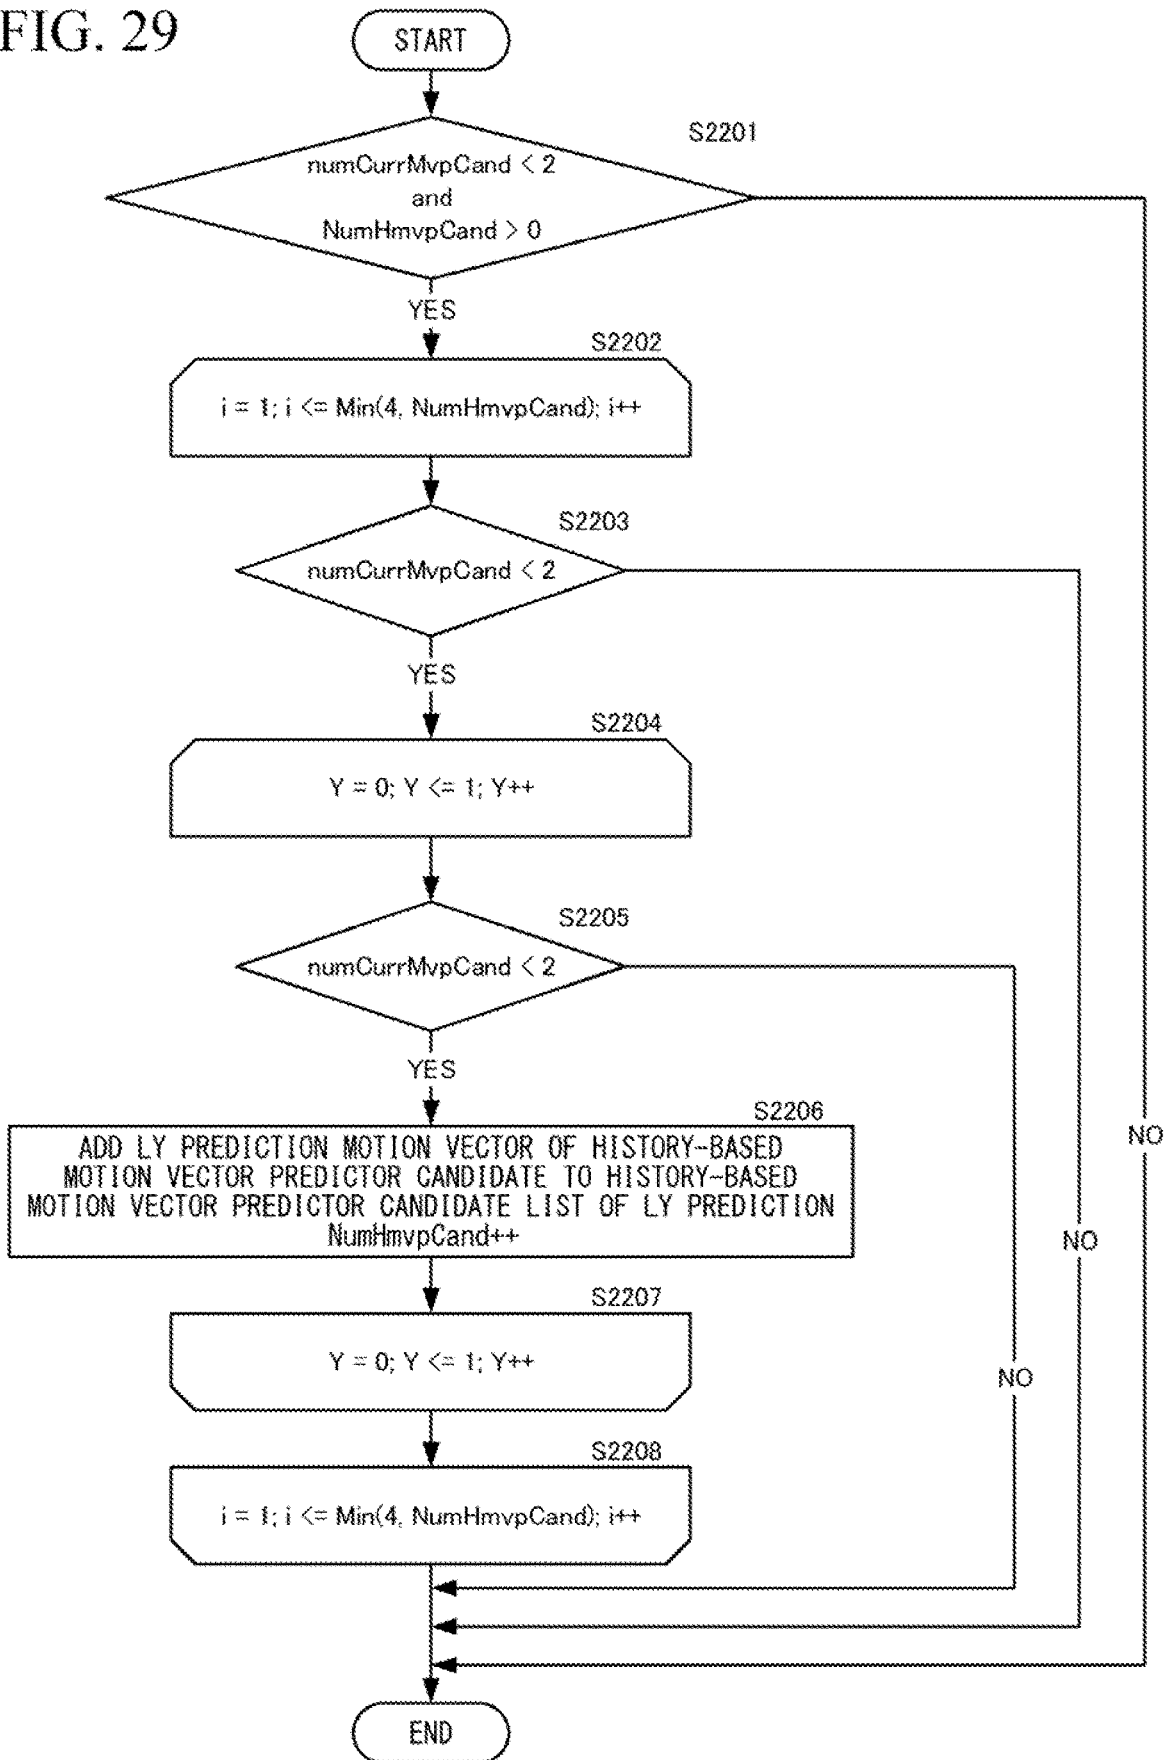 FIG. 29
START
S2201
numCurrMvpCand < 2
and
NumHmvpCand > 0
YES
S2202
i = 1; i <= Min(4, NumHmvpCand); i++
S2203
numCurrMvpCand < 2
YES
S2204
Y = 0; Y <= 1; Y++
S2205
numCurrMvpCand < 2
YES
S2206
ADD LY PREDICTION MOTION VECTOR OF HISTORY-BASED
MOTION VECTOR PREDICTOR CANDIDATE TO HISTORY-BASED
MOTION VECTOR PREDICTOR CANDIDATE LIST OF LY PREDICTION
NumHmvpCand++
NO
NO
S2207
Y = 0; Y <= 1; Y++
NO
S2208
i = 1; i <= Min(4, NumHmvpCand); i++
END